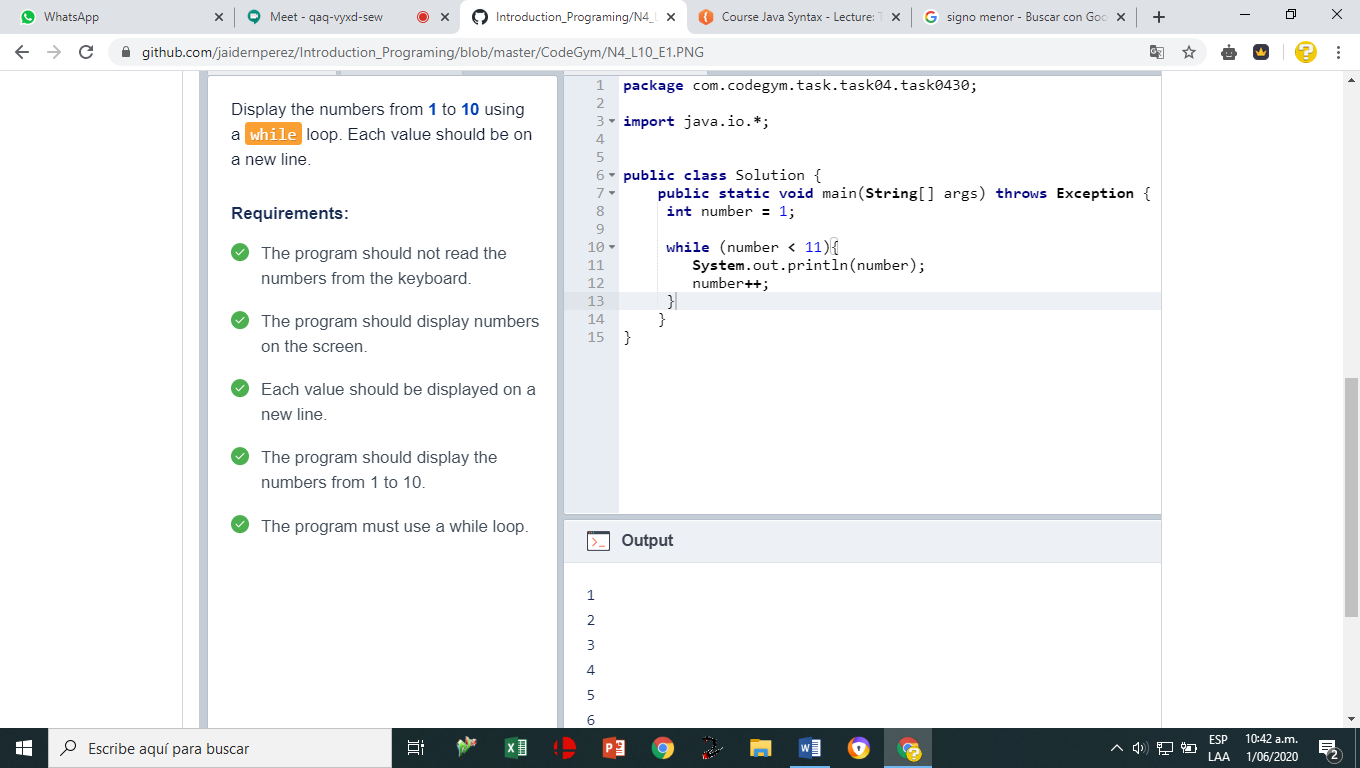 WhatsApp
Meet - qaq-vyxd-sew
Introduction_Programing/N4_L
Course Java Syntax - Lecture: T
signo menor - Buscar con Goo
github.com/jaidernperez/Introduction_Programing/blob/master/CodeGym/N4_L10_E1.PNG
Display the numbers from 1 to 10 using
a while loop. Each value should be on
a new line.
Requirements:
The program should not read the
numbers from the keyboard.
The program should display numbers
on the screen.
Each value should be displayed on a
new line.
The program should display the
numbers from 1 to 10.
The program must use a while loop.
1 package com.codegym.task.task04.task0430;
2
3 import java.io.*;
4
5
6 public class Solution {
7 public static void main(String[] args) throws Exception {
8 int number = 1;
9
10 while (number < 11){
11 System.out.println(number);
12 number++;
13 }
14 }
15 }
Output
1
2
3
4
5
6
Escribe aquí para buscar
ESP
LAA
10:42 a.m.
1/06/2020
2